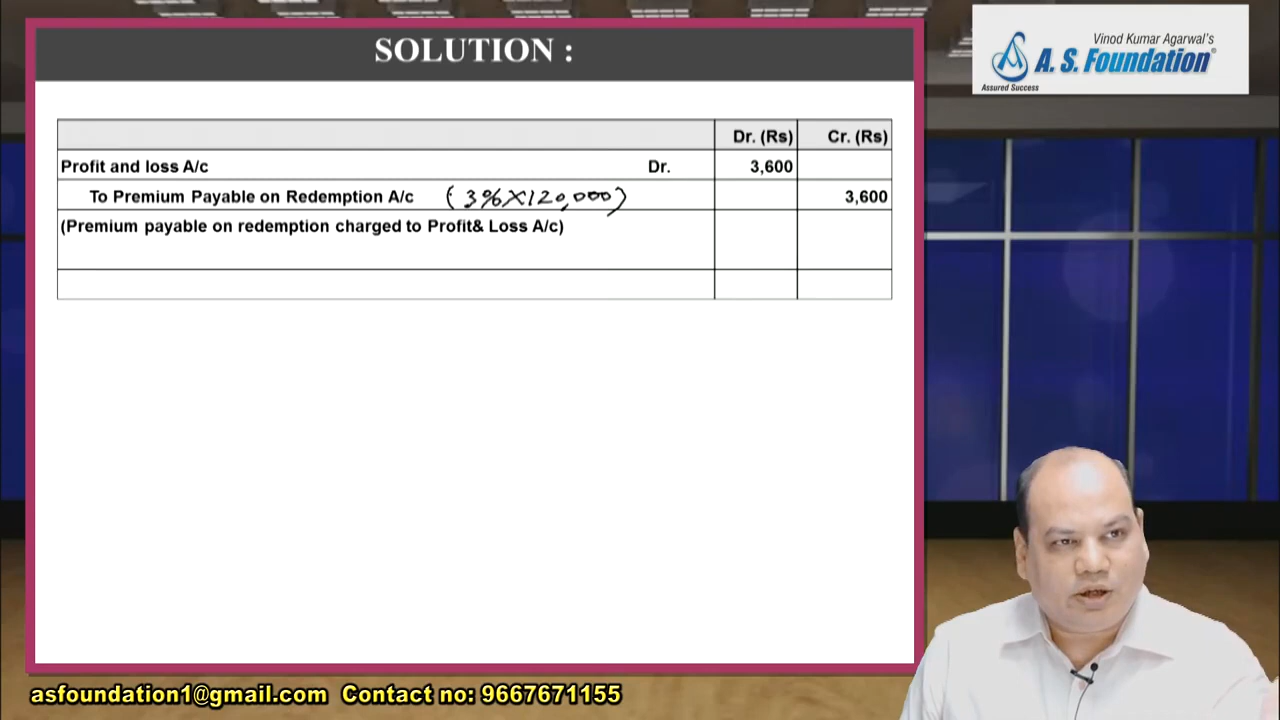 SOLUTION :
Vinod Kumar Agarwal's
A. S. Foundation®
Assured Success
Dr. (Rs) Cr. (Rs)
Profit and loss A/c Dr. 3,600
To Premium Payable on Redemption A/c (3%×120,000) 3,600
(Premium payable on redemption charged to Profit& Loss A/c)
asfoundation1@gmail.com Contact no: 9667671155